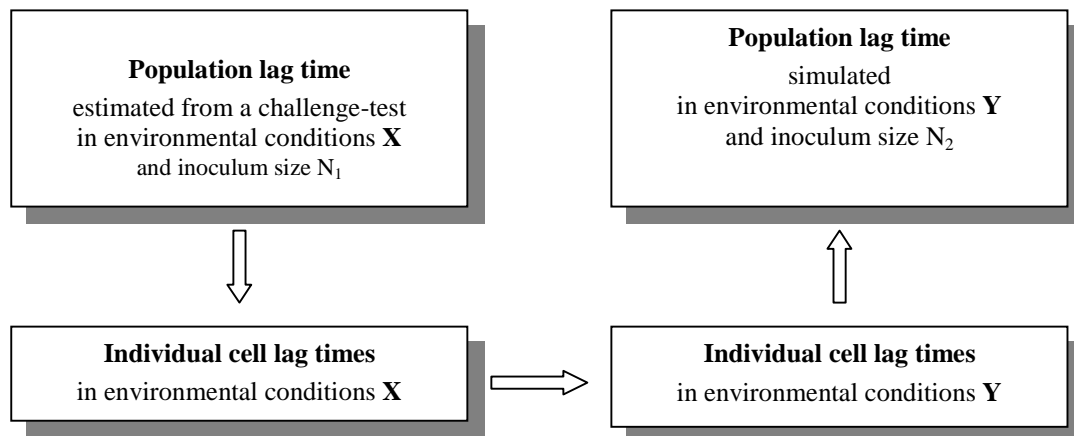 Population lag time
estimated from a challenge-test
in environmental conditions X
and inoculum size N₁
Population lag time
simulated
in environmental conditions Y
and inoculum size N₂
Individual cell lag times
in environmental conditions X
Individual cell lag times
in environmental conditions Y